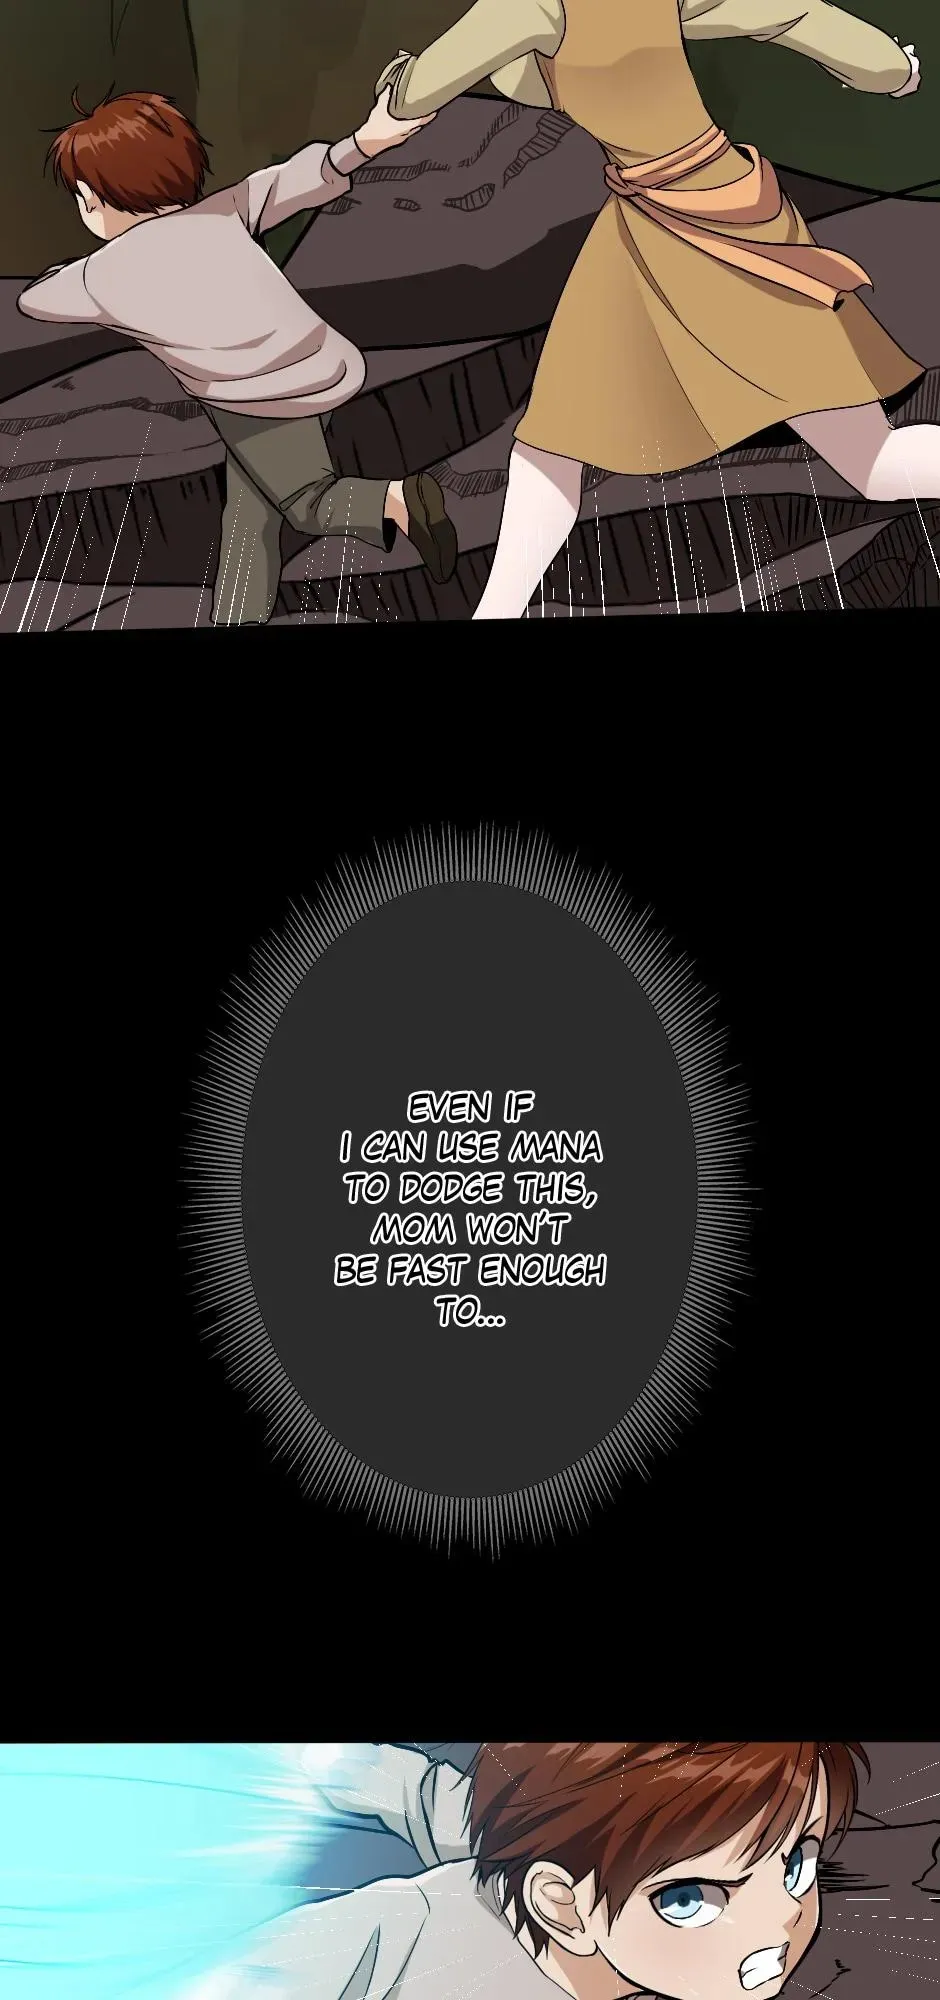 EVEN IF
I CAN USE MANA
TO DODGE THIS,
MOM WON'T
BE FAST ENOUGH
TO...